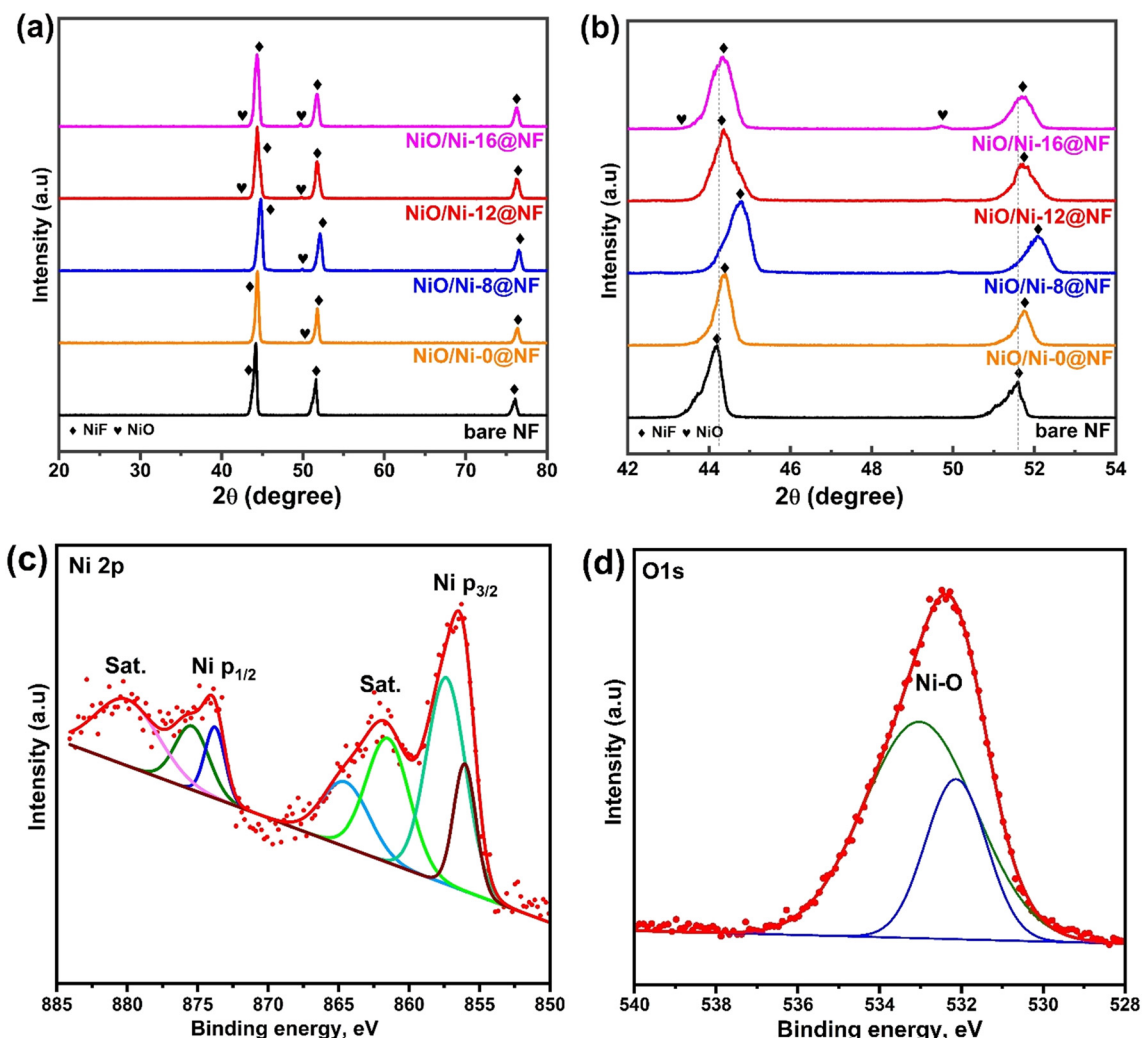 (a)
Intensity (a.u)
NiO/Ni-16@NF
NiO/Ni-12@NF
NiO/Ni-8@NF
NiO/Ni-0@NF
bare NF
♦ NiF ♥ NiO
20 30 40 50 60 70 80
2θ (degree)
(b)
Intensity (a.u)
NiO/Ni-16@NF
NiO/Ni-12@NF
NiO/Ni-8@NF
NiO/Ni-0@NF
bare NF
♦ NiF ♥ NiO
42 44 46 48 50 52 54
2θ (degree)
(c)
Ni 2p
Ni p3/2
Sat.
Ni p1/2
Sat.
Intensity (a.u)
885 880 875 870 865 860 855 850
Binding energy, eV
(d)
O1s
Ni-O
Intensity (a.u)
540 538 536 534 532 530 528
Binding energy, eV